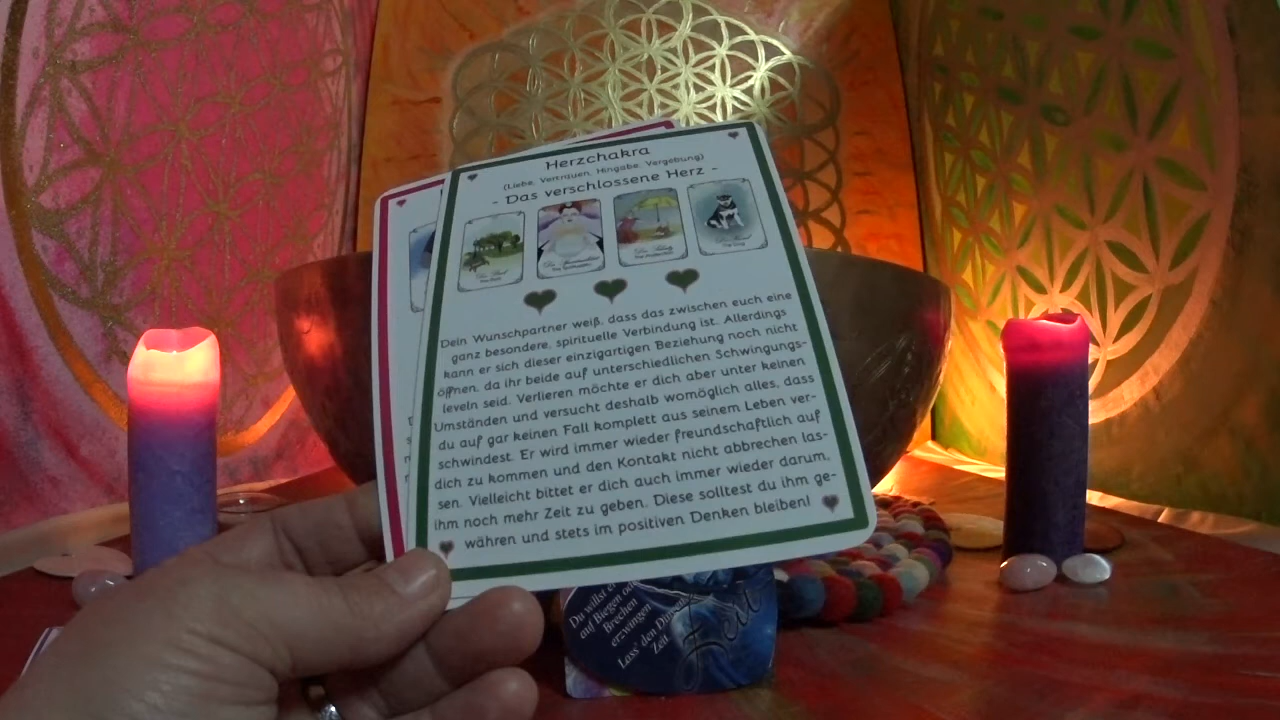 Herzchakra
(Liebe, Vertrauen, Hingabe, Vergebung)
- Das verschlossene Herz -
Dein Wunschpartner weiß, dass das zwischen euch eine
ganz besondere, spirituelle Verbindung ist. Allerdings
kann er sich dieser einzigartigen Beziehung noch nicht
öffnen, da ihr beide auf unterschiedlichen Schwingungs-
leveln seid. Verlieren möchte er dich aber unter keinen
Umständen und versucht deshalb womöglich alles, dass
du auf gar keinen Fall komplett aus seinem Leben ver-
schwindest. Er wird immer wieder freundschaftlich auf
dich zu kommen und den Kontakt nicht abbrechen las-
sen. Vielleicht bittet er dich auch immer wieder darum,
ihm noch mehr Zeit zu geben. Diese solltest du ihm ge-
währen und stets im positiven Denken bleiben!
Du willst
auf Biegen
Brechen
erzwingen
Lass' den
Zeit
Zeit